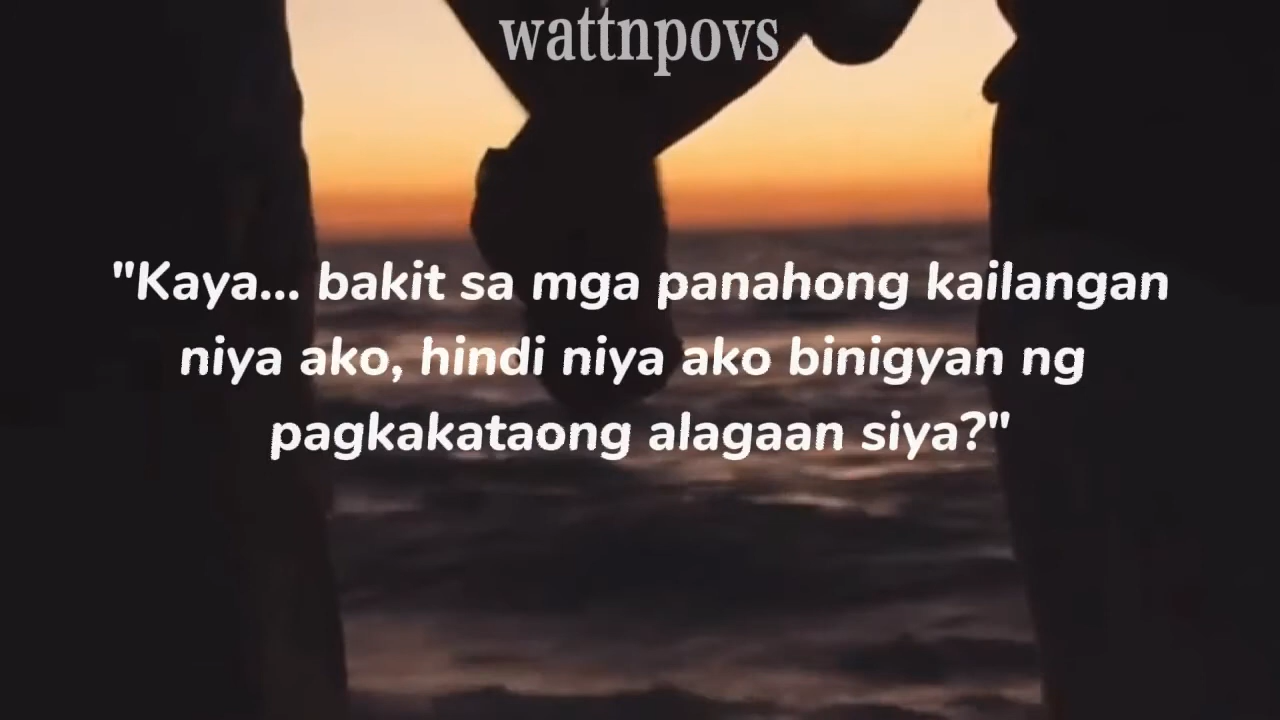 wattnpovs
"Kaya... bakit sa mga panahong kailangan
niya ako, hindi niya ako binigyan ng
pagkakataong alagaan siya?"